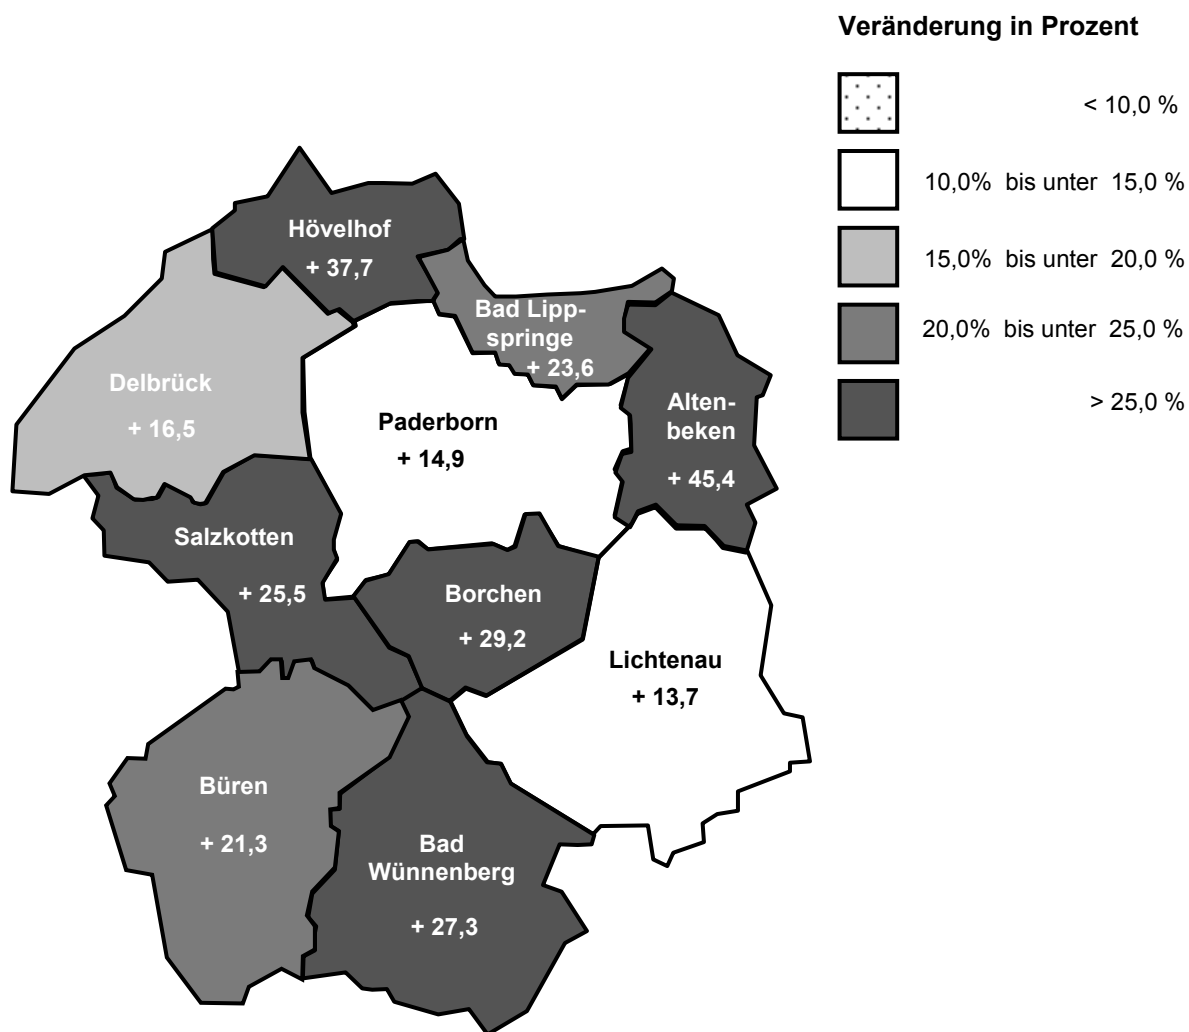 Veränderung in Prozent
< 10,0 %
10,0% bis unter 15,0 %
15,0% bis unter 20,0 %
20,0% bis unter 25,0 %
> 25,0 %
Hövelhof
+ 37,7
Bad Lipp-
springe
+ 23,6
Delbrück
+ 16,5
Paderborn
+ 14,9
Alten-
beken
+ 45,4
Salzkotten
+ 25,5
Borchen
+ 29,2
Lichtenau
+ 13,7
Büren
+ 21,3
Bad
Wünnenberg
+ 27,3